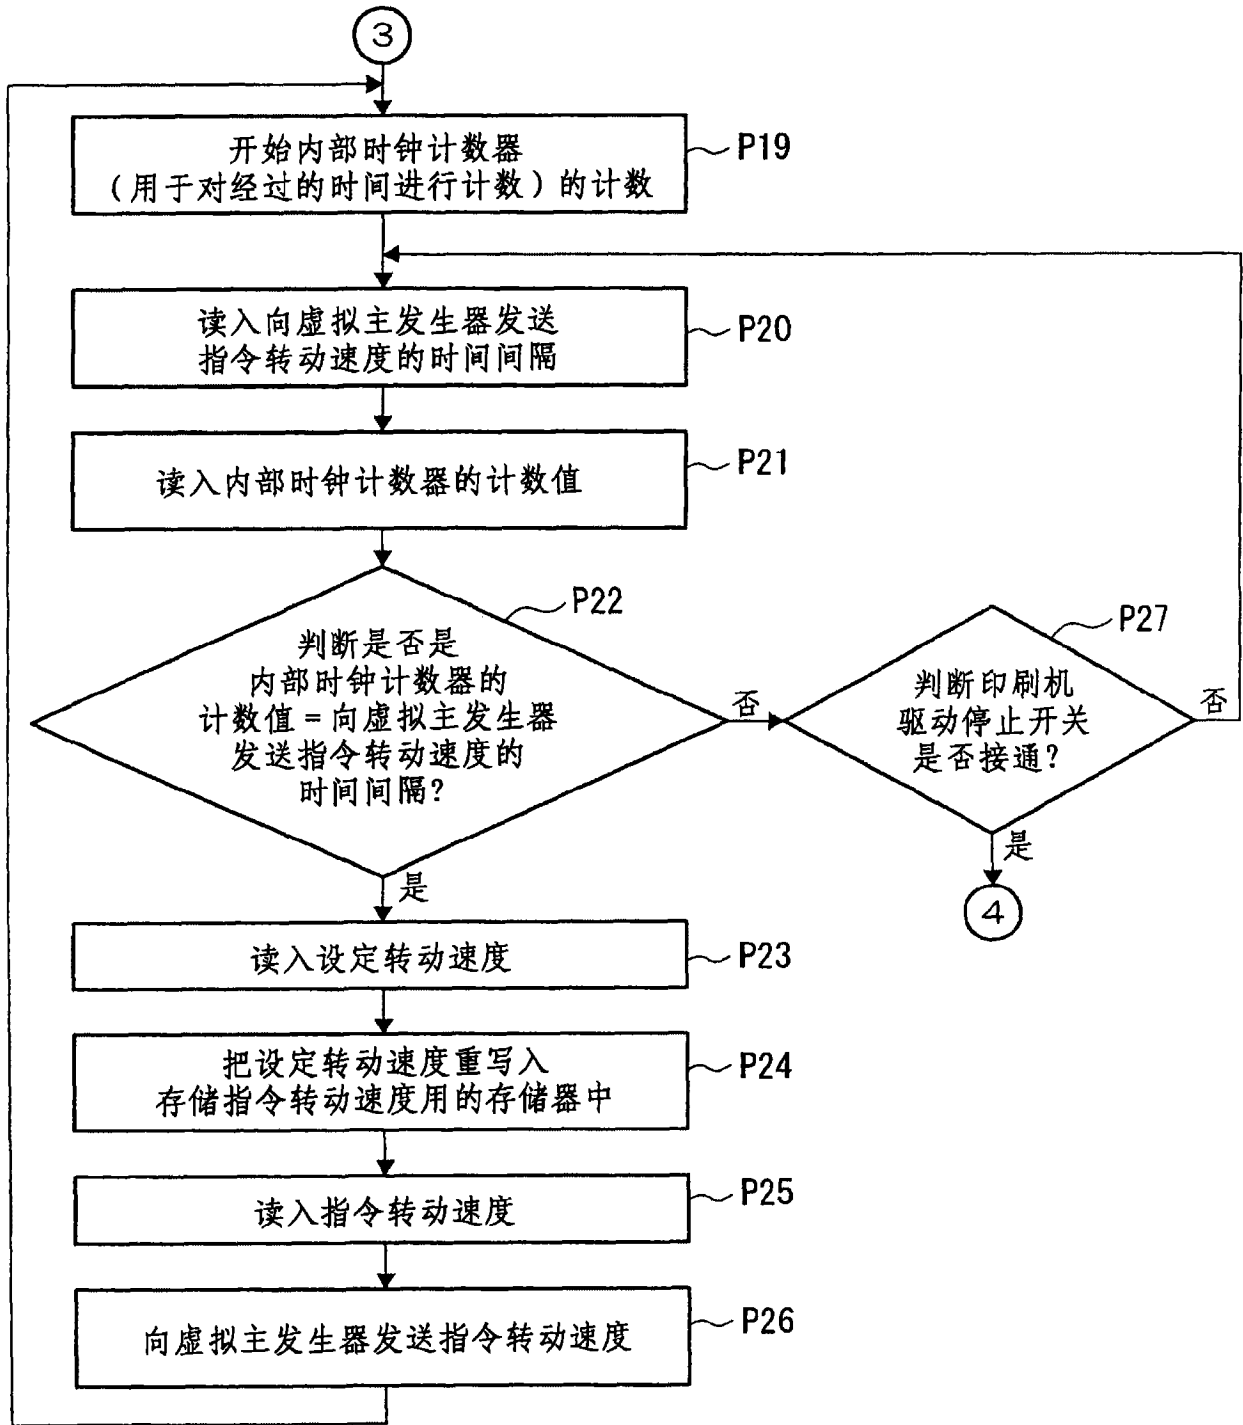 3
开始内部时钟计数器
(用于对经过的时间进行计数)的计数
P19
读入向虚拟主发生器发送
指令转动速度的时间间隔
P20
读入内部时钟计数器的计数值
P21
判断是否是
内部时钟计数器的
计数值=向虚拟主发生器
发送指令转动速度的
时间间隔?
P22
否
判断印刷机
驱动停止开关
是否接通?
P27
否
是
4
是
读入设定转动速度
P23
把设定转动速度重写入
存储指令转动速度用的存储器中
P24
读入指令转动速度
P25
向虚拟主发生器发送指令转动速度
P26